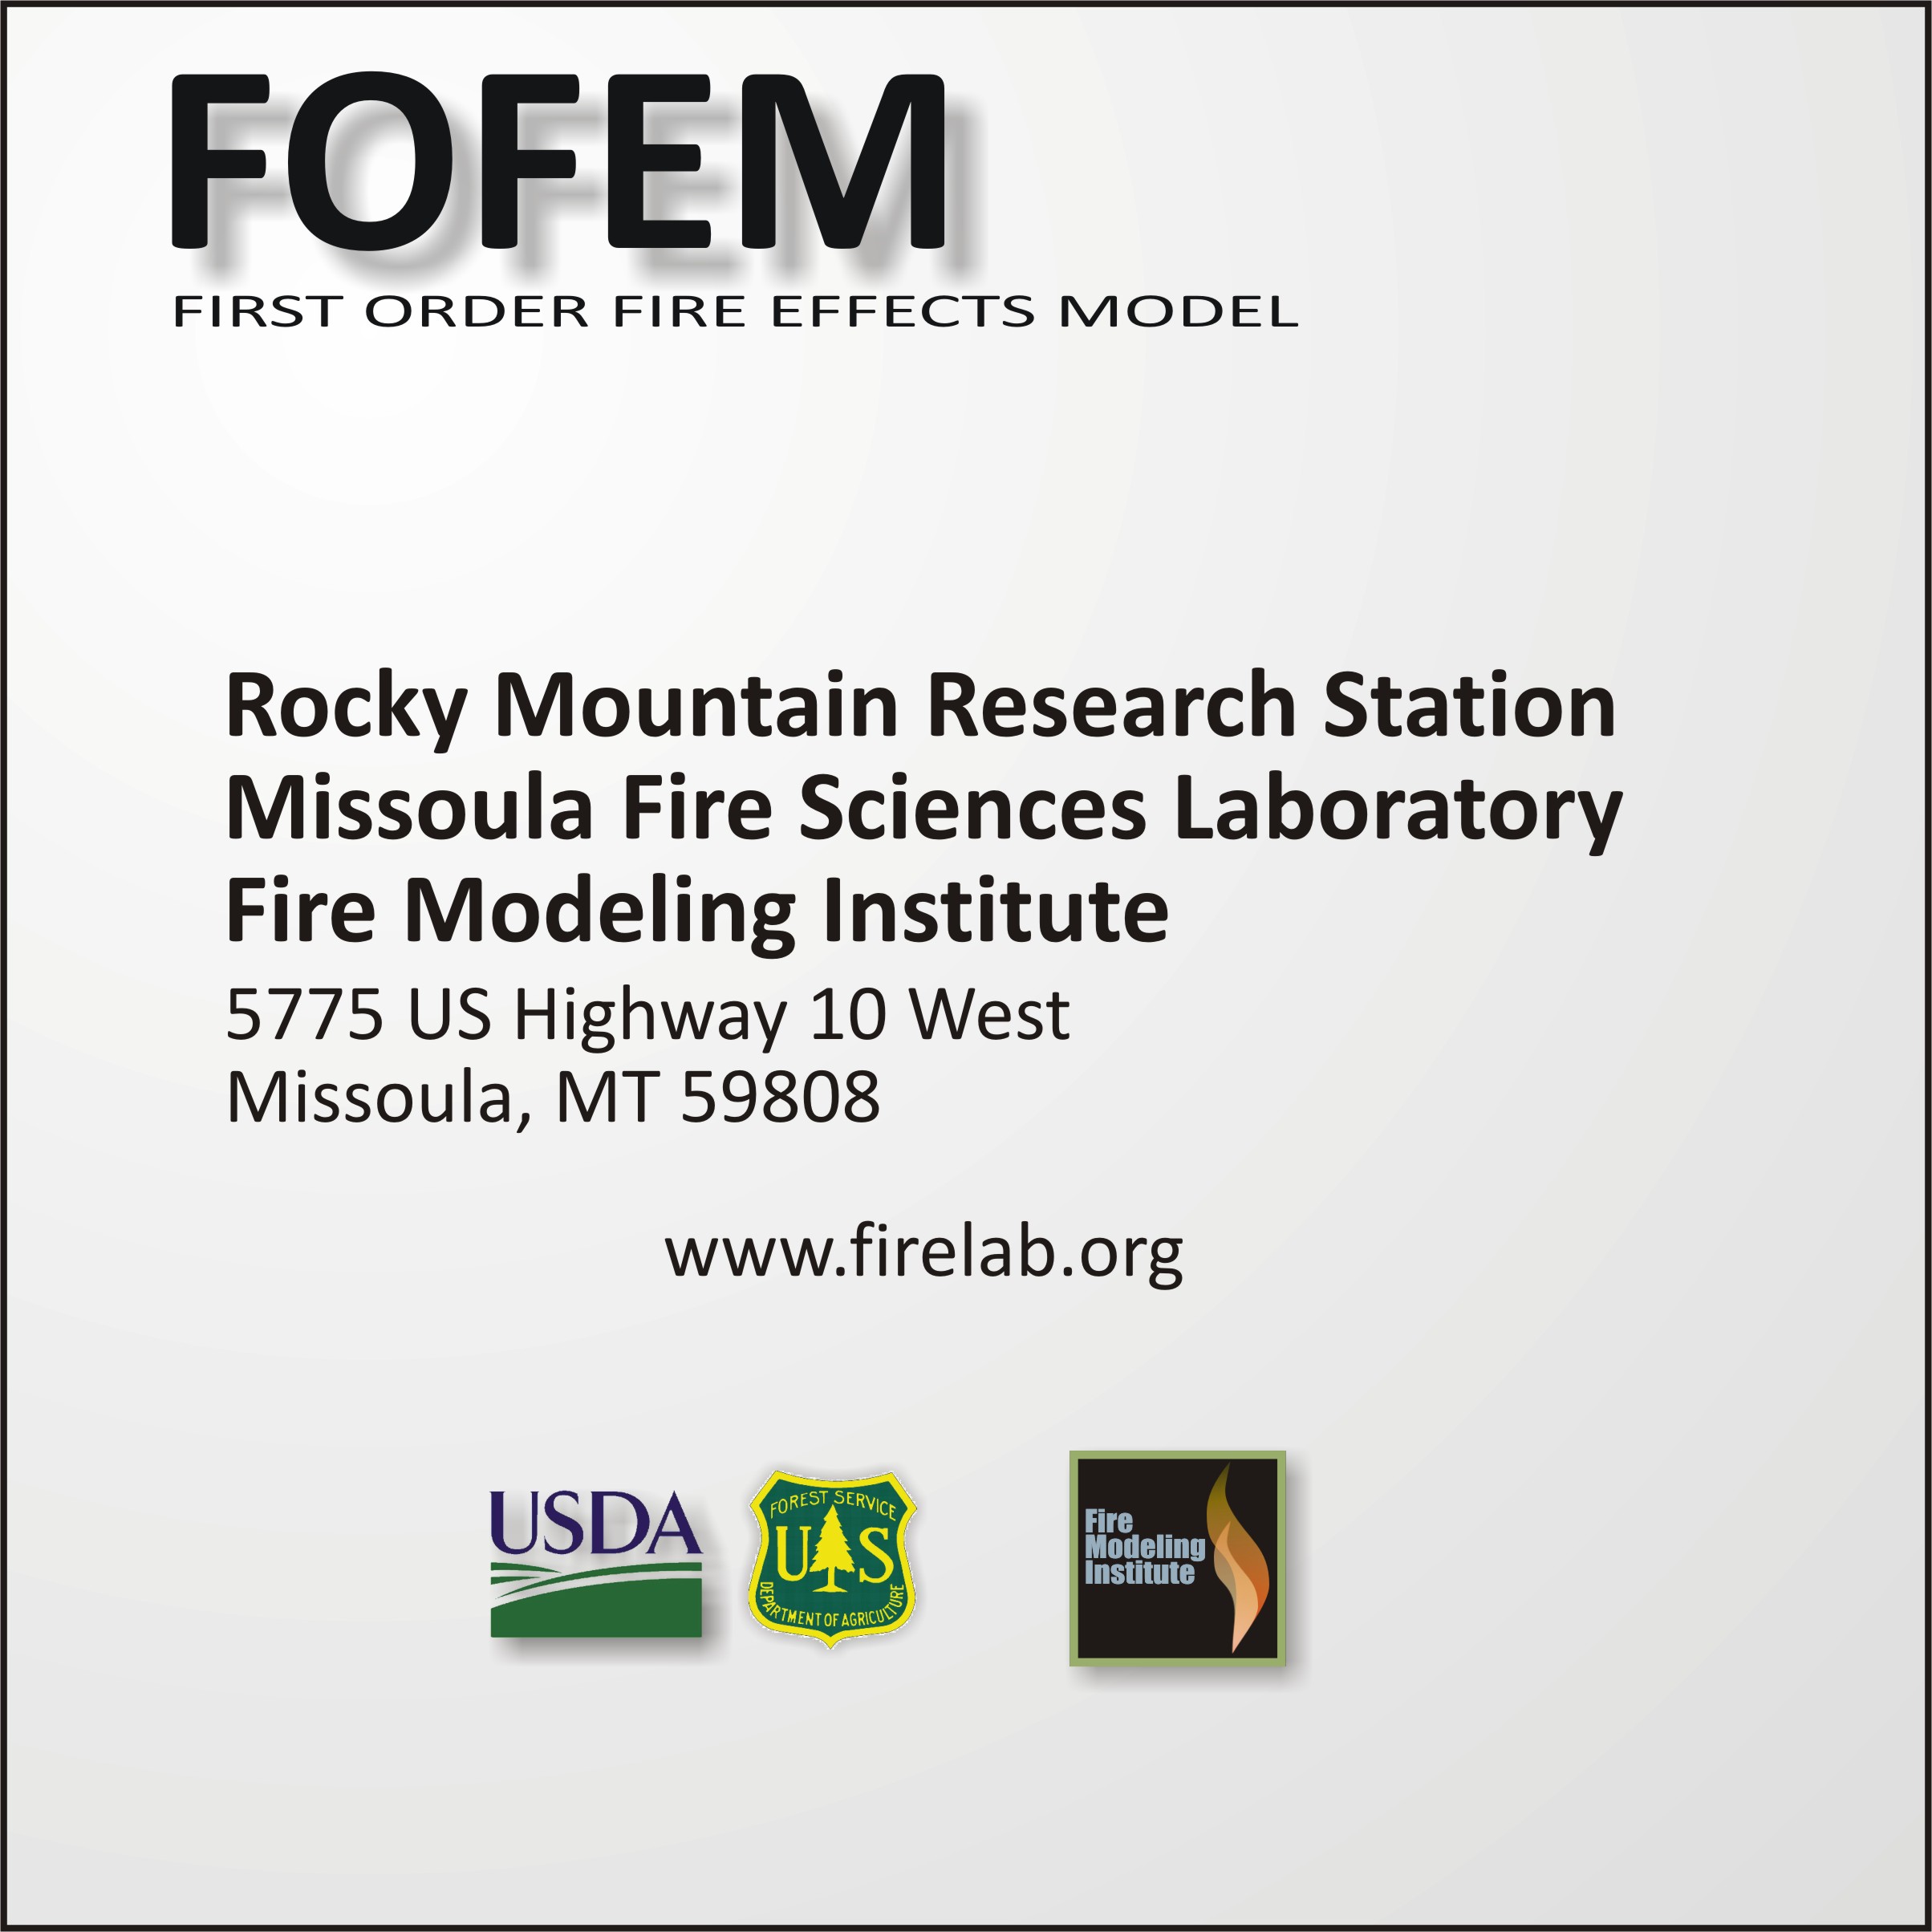 FOFEM
FIRST ORDER FIRE EFFECTS MODEL
Rocky Mountain Research Station
Missoula Fire Sciences Laboratory
Fire Modeling Institute
5775 US Highway 10 West
Missoula, MT 59808
www.firelab.org
USDA
FOREST SERVICE
U S
DEPARTMENT OF AGRICULTURE
Fire
Modeling
Institute